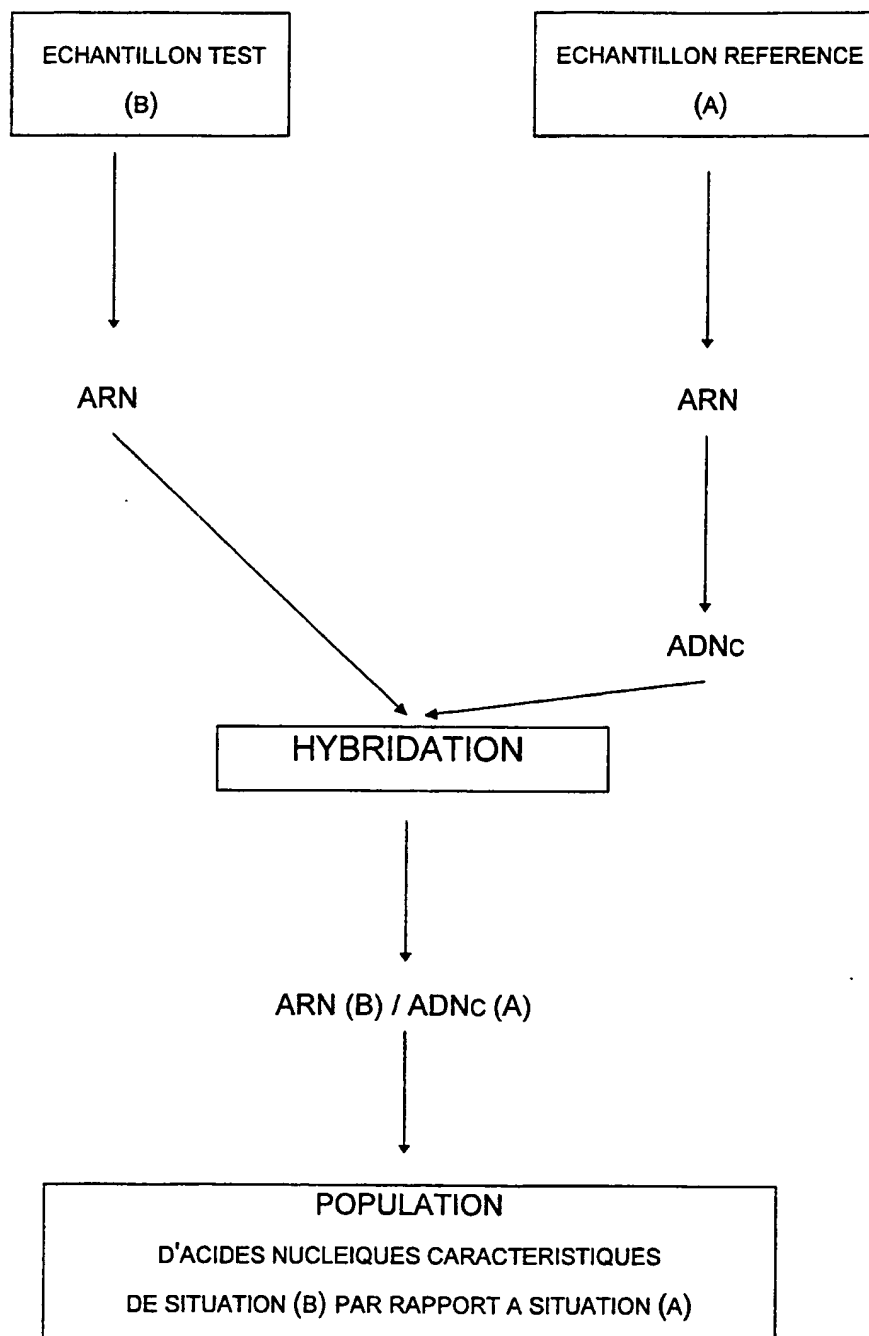 ECHANTILLON TEST
(B)
ECHANTILLON REFERENCE
(A)
ARN
ARN
ADNc
HYBRIDATION
ARN (B) / ADNc (A)
POPULATION
D'ACIDES NUCLEIQUES CARACTERISTIQUES
DE SITUATION (B) PAR RAPPORT A SITUATION (A)